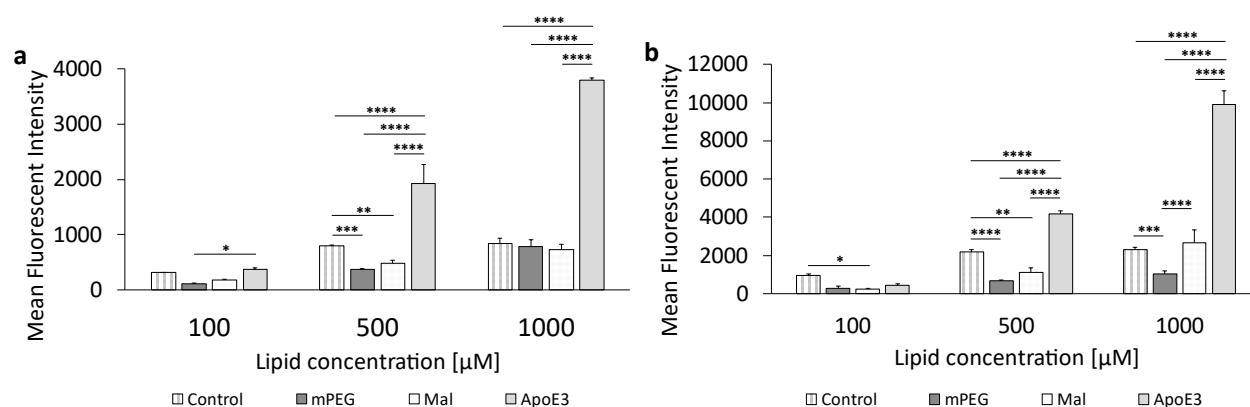 a
Mean Fluorescent Intensity
4000
3000
2000
1000
0
*
****
****
****
**
***
****
****
****
100
500
1000
Lipid concentration [µM]
Control
mPEG
Mal
ApoE3
b
Mean Fluorescent Intensity
12000
10000
8000
6000
4000
2000
0
*
****
****
****
**
****
****
****
****
****
***
100
500
1000
Lipid concentration [µM]
Control
mPEG
Mal
ApoE3